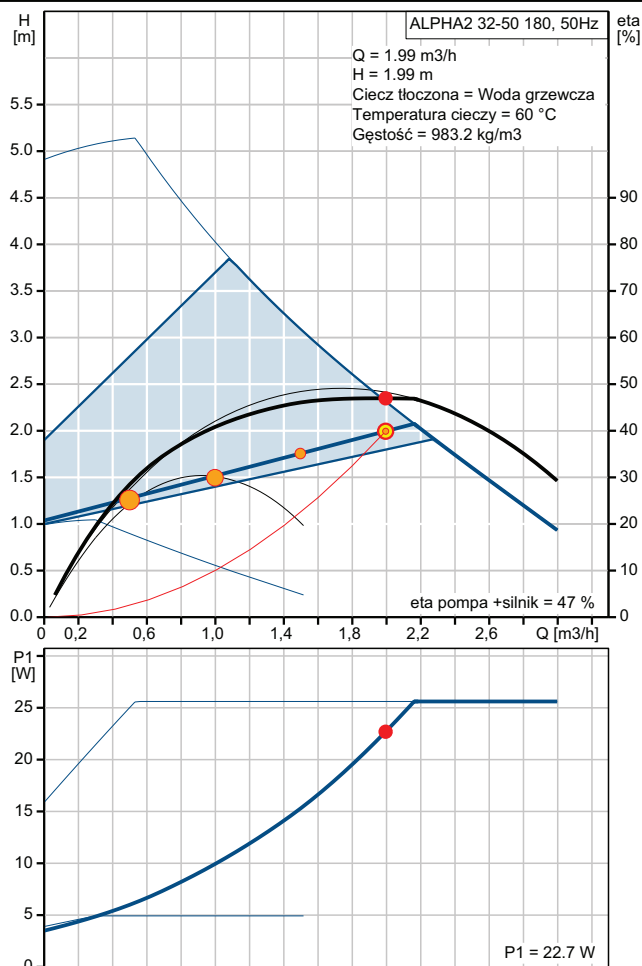 H
[m]
ALPHA2 32-50 180, 50Hz
eta
[%]
Q = 1.99 m3/h
H = 1.99 m
Ciecz tłoczona = Woda grzewcza
Temperatura cieczy = 60 °C
Gęstość = 983.2 kg/m3
5.5
5.0
4.5
4.0
3.5
3.0
2.5
2.0
1.5
1.0
0.5
0.0
90
80
70
60
50
40
30
20
10
0
eta pompa +silnik = 47 %
0
0,2
0,6
1,0
1,4
1,8
2,2
2,6
Q [m3/h]
P1
[W]
25
20
15
10
5
0
P1 = 22.7 W